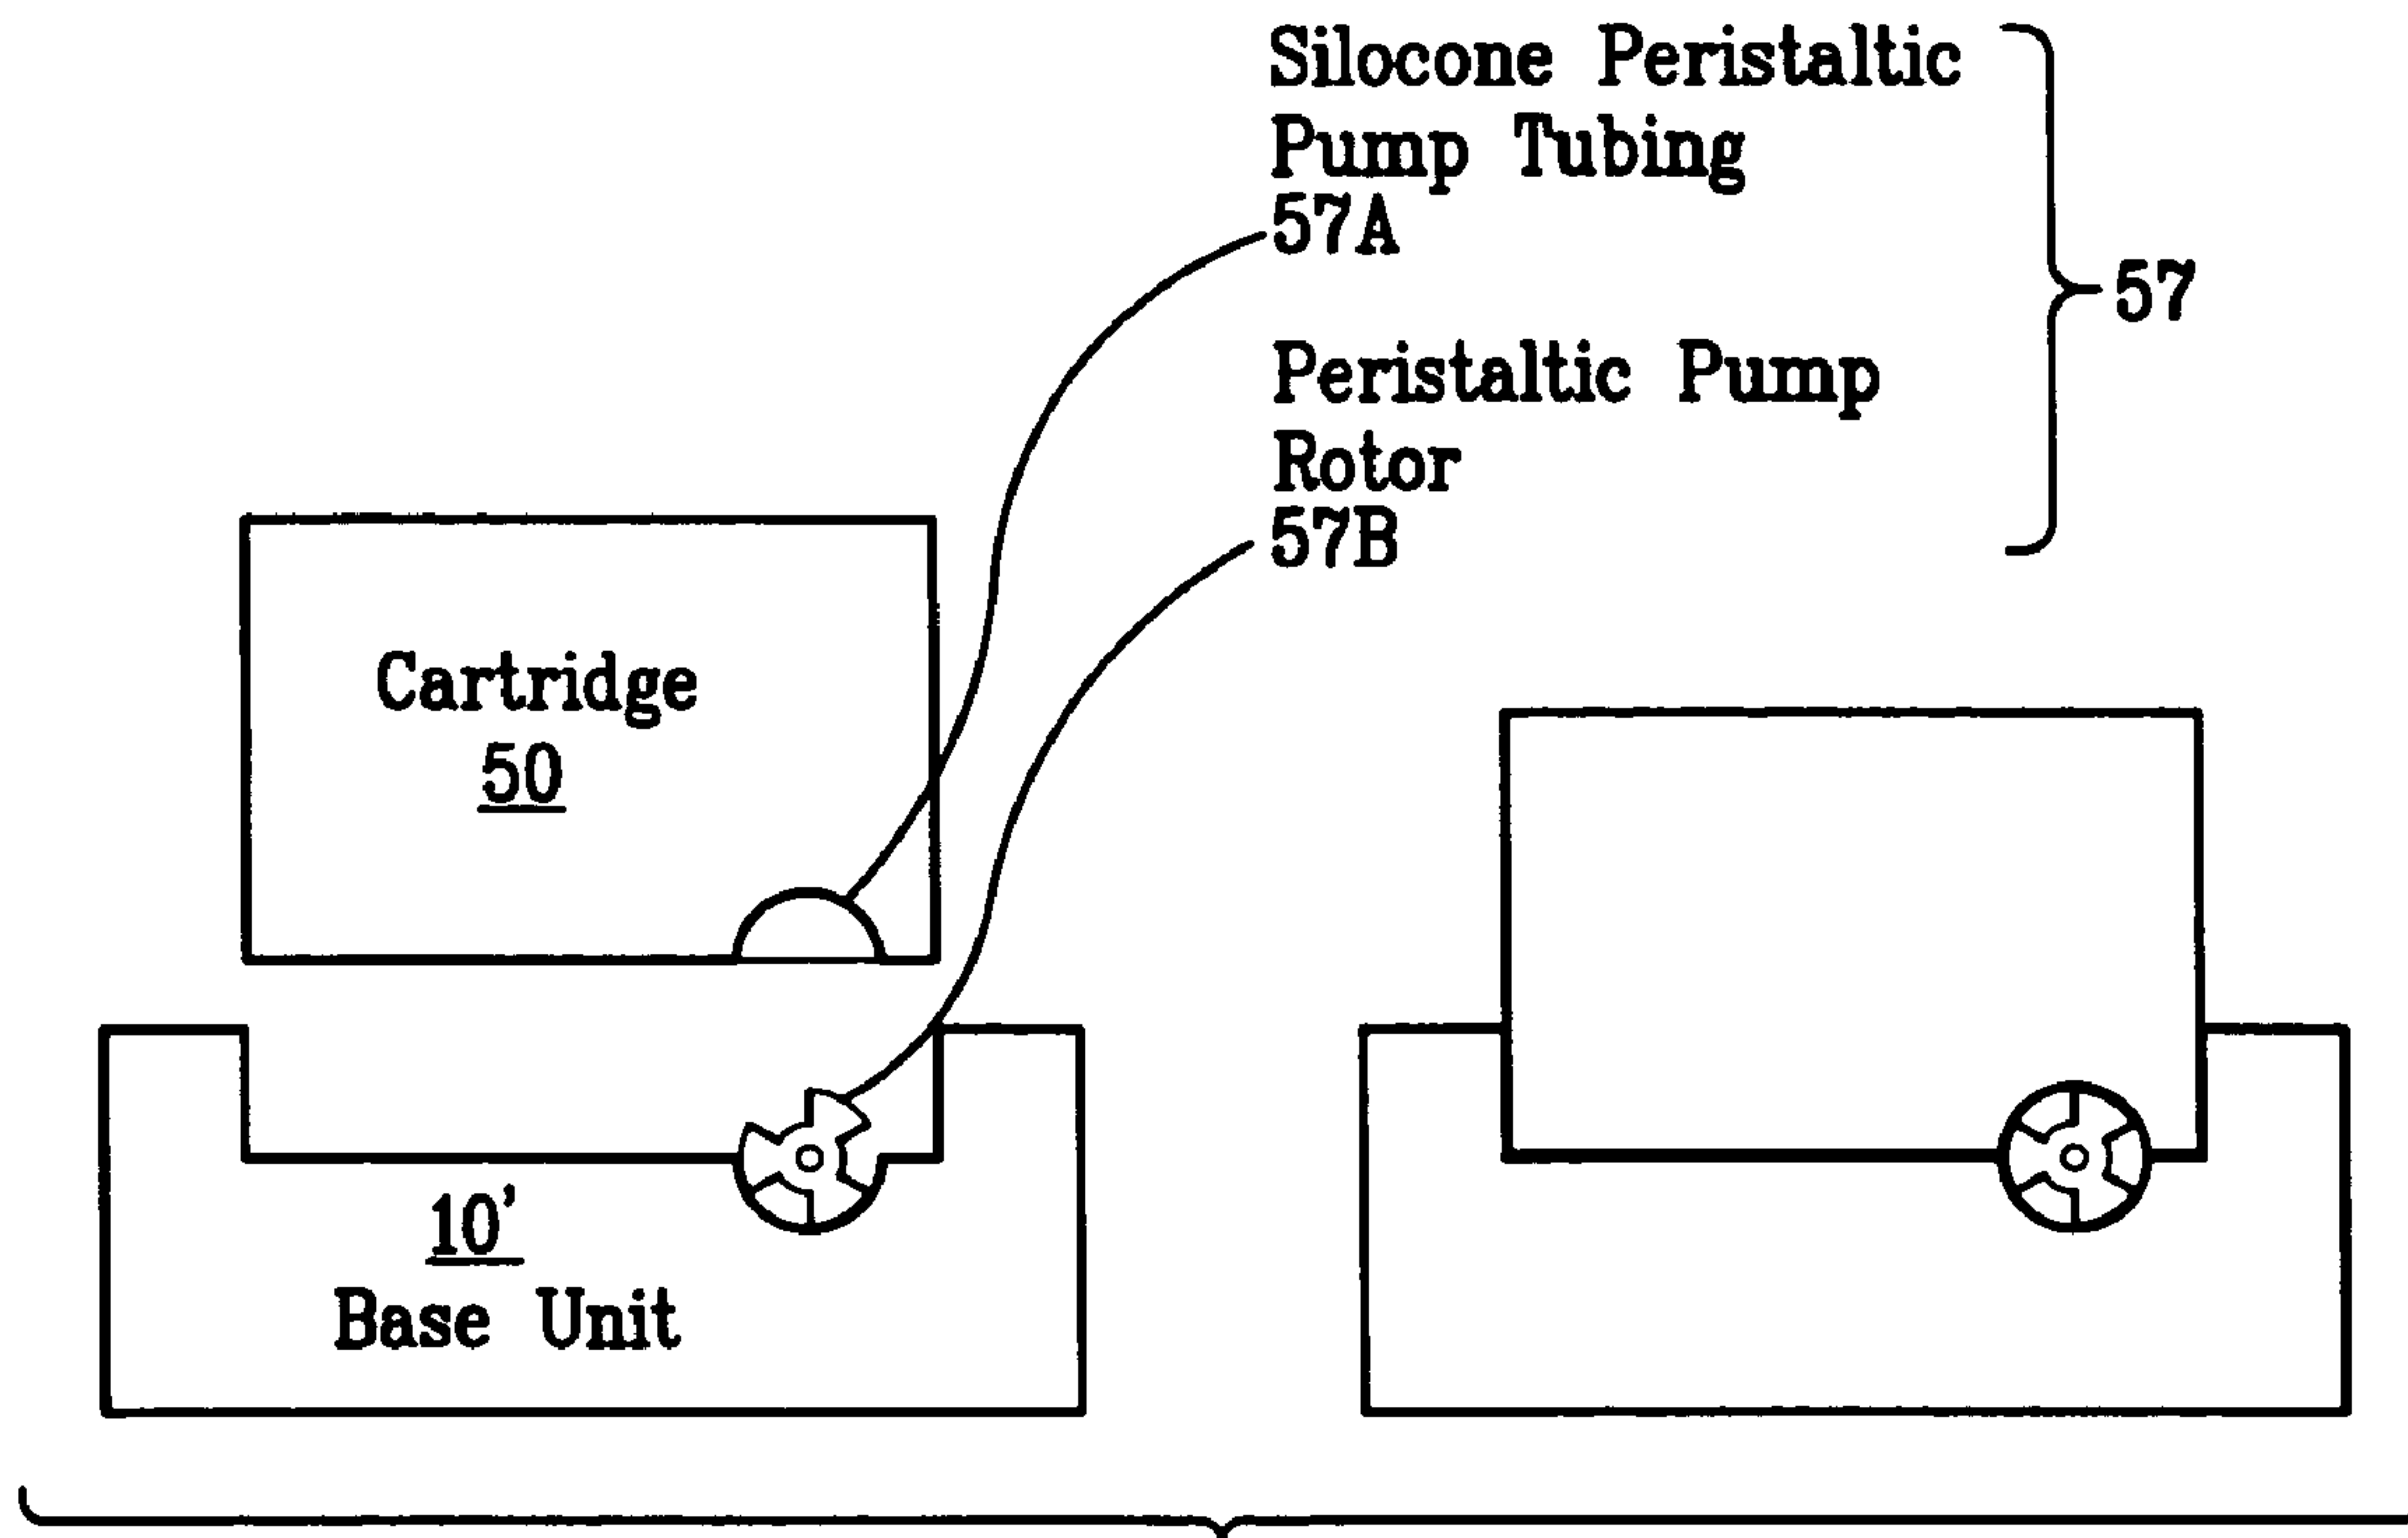 Silocone Peristaltic
Pump Tubing
57A
57
Peristaltic Pump
Rotor
57B
Cartridge
50
10'
Base Unit